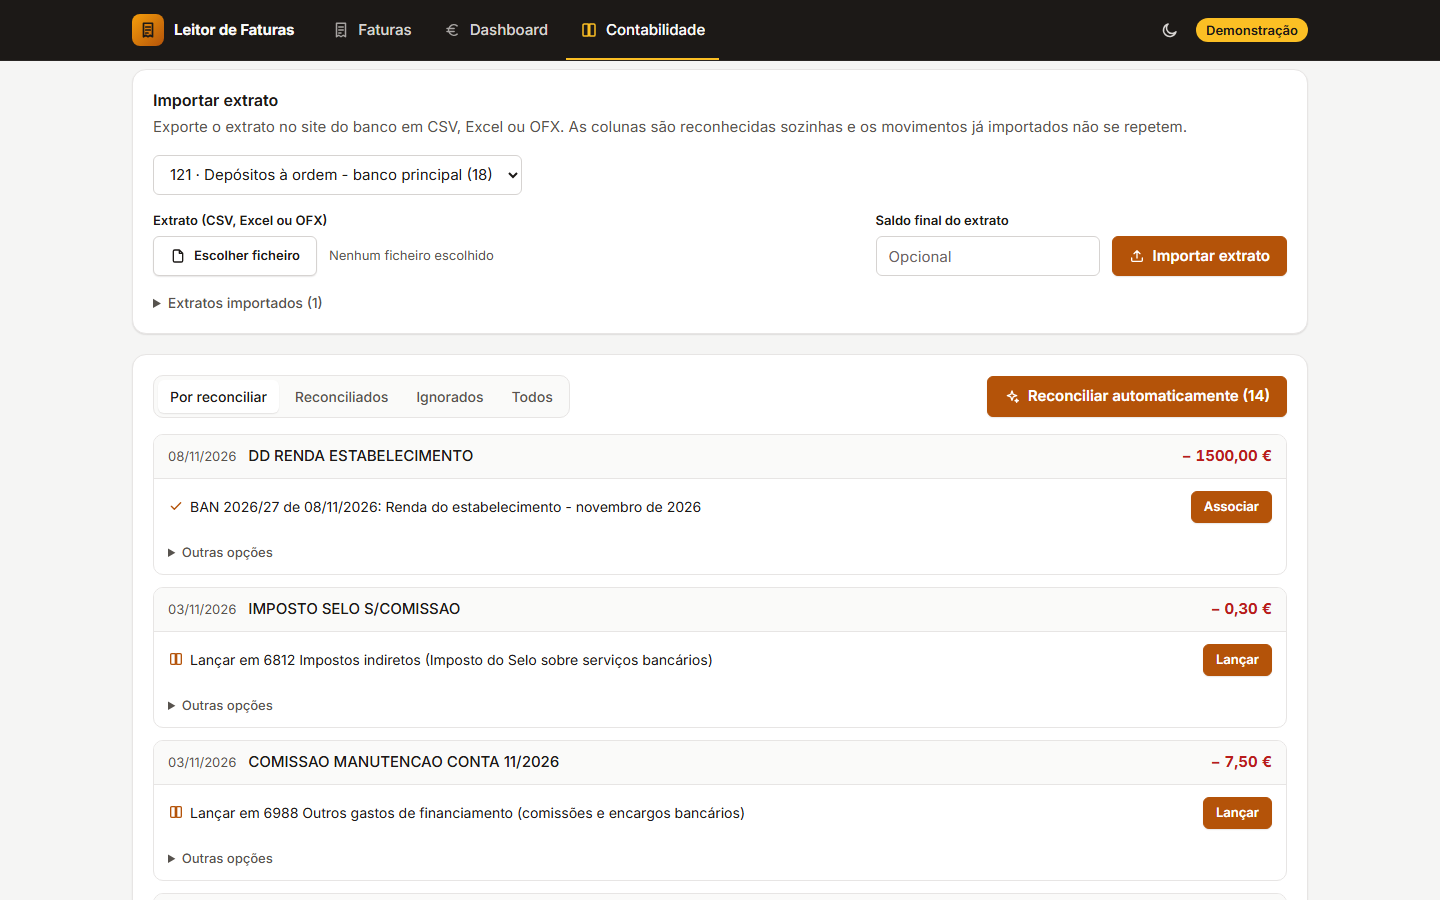 Leitor de Faturas
Faturas
Dashboard
Contabilidade
Demonstração
Importar extrato
Exporte o extrato no site do banco em CSV, Excel ou OFX. As colunas são reconhecidas sozinhas e os movimentos já importados não se repetem.
121 · Depósitos à ordem - banco principal (18)
Extrato (CSV, Excel ou OFX)
Saldo final do extrato
Escolher ficheiro
Nenhum ficheiro escolhido
Opcional
Importar extrato
Extratos importados (1)
Por reconciliar
Reconciliados
Ignorados
Todos
Reconciliar automaticamente (14)
08/11/2026 DD RENDA ESTABELECIMENTO − 1500,00 €
BAN 2026/27 de 08/11/2026: Renda do estabelecimento - novembro de 2026
Associar
Outras opções
03/11/2026 IMPOSTO SELO S/COMISSAO − 0,30 €
Lançar em 6812 Impostos indiretos (Imposto do Selo sobre serviços bancários)
Lançar
Outras opções
03/11/2026 COMISSAO MANUTENCAO CONTA 11/2026 − 7,50 €
Lançar em 6988 Outros gastos de financiamento (comissões e encargos bancários)
Lançar
Outras opções